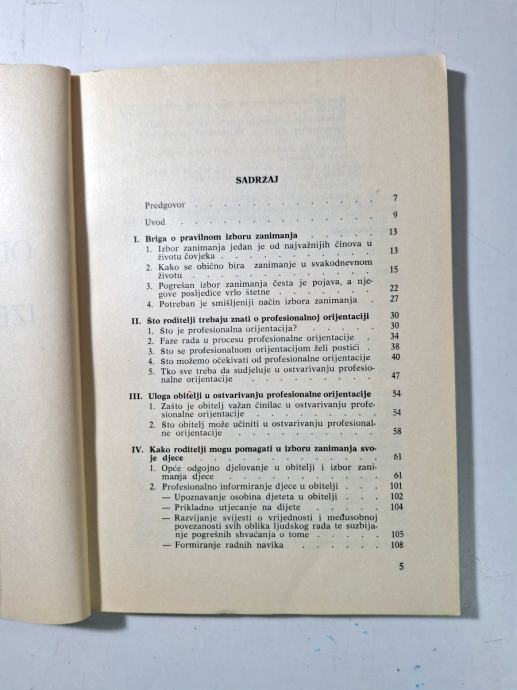 SADRŽAJ
Predgovor . . . . . . . . . . . . 7
Uvod . . . . . . . . . . . . . 9
I. Briga o pravilnom izboru zanimanja . . . . . 13
1. Izbor zanimanja jedan je od najvažnijih činova u
životu čovjeka . . . . . . . . . . 13
2. Kako se obično bira zanimanje u svakodnevnom
životu . . . . . . . . . . . . 15
3. Pogrešan izbor zanimanja česta je pojava, a nje-
gove posljedice vrlo štetne . . . . . . . 22
4. Potreban je smišljeniji način izbora zanimanja . 27
II. Što roditelji trebaju znati o profesionalnoj orijentaciji 30
1. Što je profesionalna orijentacija? . . . . . 30
2. Faze rada u procesu profesionalne orijentacije . 34
3. Što se profesionalnom orijentacijom želi postići . 38
4. Što možemo očekivati od profesionalne orijentacije 40
5. Tko sve treba da sudjeluje u ostvarivanju profesio-
nalne orijentacije . . . . . . . . 47
III. Uloga obitelji u ostvarivanju profesionalne orijentacije 54
1. Zašto je obitelj važan činilac u ostvarivanju profe-
sionalne orijentacije . . . . . . . . 54
2. Što obitelj može učiniti u ostvarivanju profesional-
ne orijentacije . . . . . . . . . 58
IV. Kako roditelji mogu pomagati u izboru zanimanja svo-
je djece . . . . . . . . . . . . 61
1. Opće odgojno djelovanje u obitelji i izbor zani-
manja djece . . . . . . . . . . 61
2. Profesionalno informiranje djece u obitelji . . . 101
— Upoznavanje osobina djeteta u obitelji . . . 102
— Prikladno utjecanje na dijete . . . . . 104
— Razvijanje svijesti o vrijednosti i međusobnoj
povezanosti svih oblika ljudskog rada te suzbija-
nje pogrešnih shvaćanja o tome . . . . . 105
— Formiranje radnih navika . . . . . . 108
5